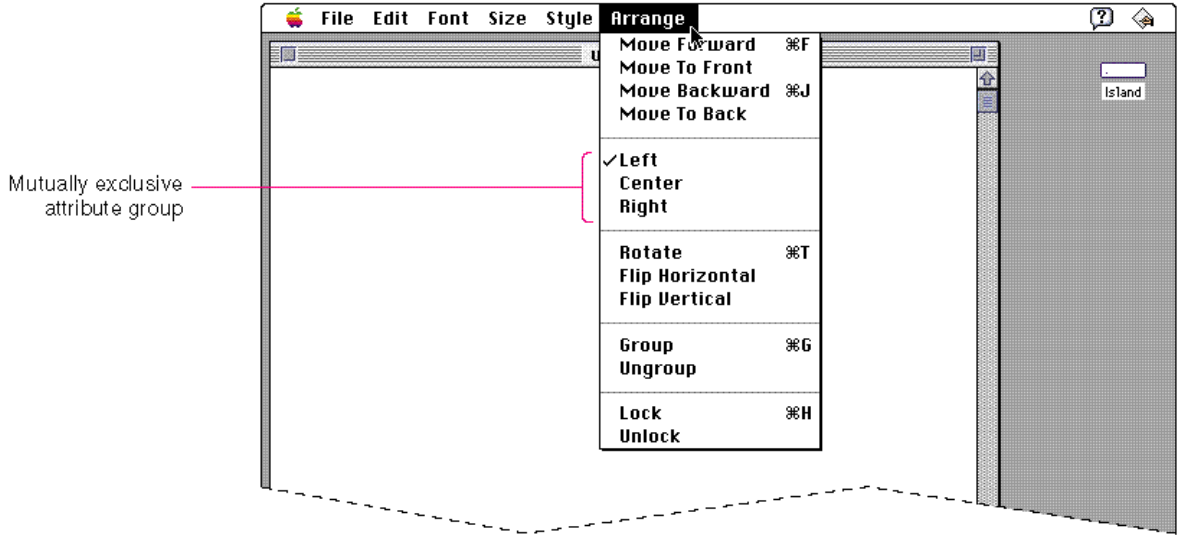 File Edit Font Size Style Arrange
Move Forward ⌘F
Move To Front
Move Backward ⌘J
Move To Back
Island
✓Left
Mutually exclusive
attribute group
Center
Right
Rotate ⌘T
Flip Horizontal
Flip Vertical
Group ⌘G
Ungroup
Lock ⌘H
Unlock